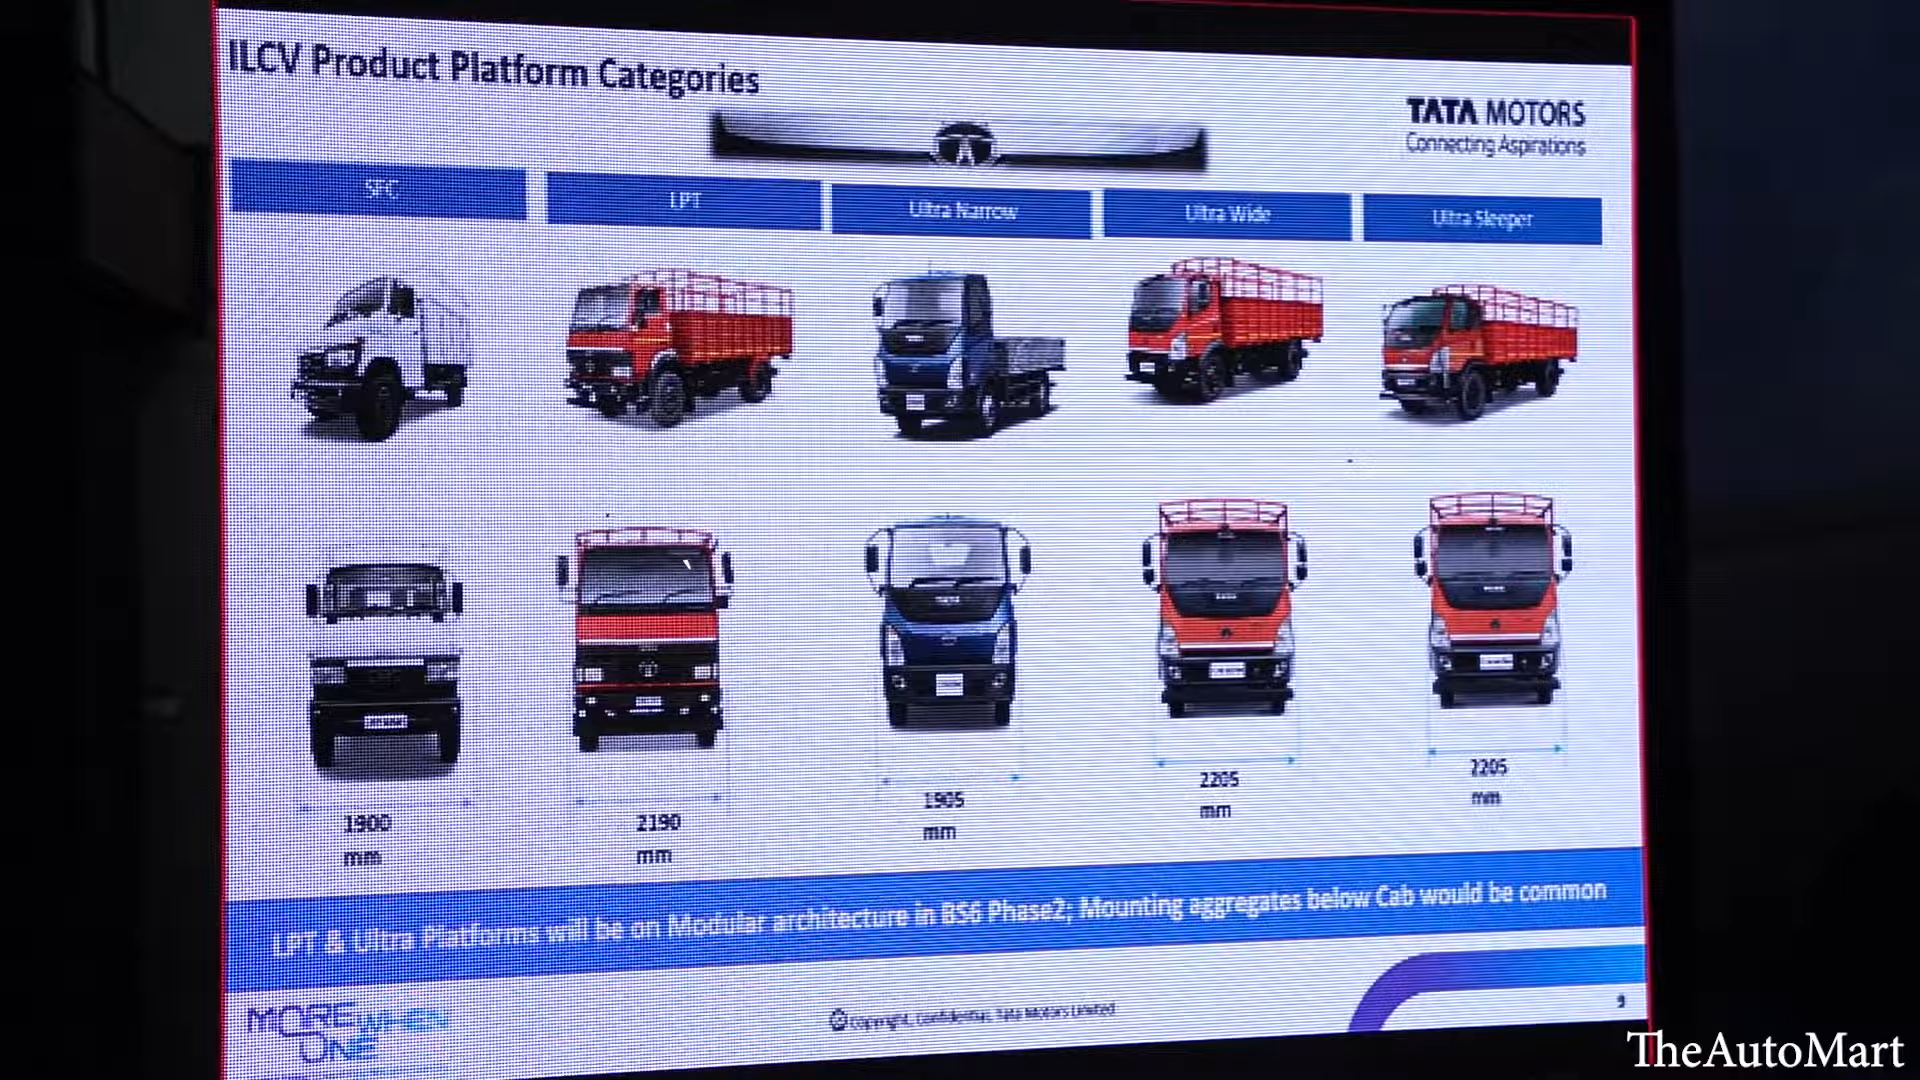 ILCV Product Platform Categories
TATA MOTORS
Connecting Aspirations
SFC
LPT
Ultra Narrow
Ultra Wide
Ultra Sleeper
1900
mm
2190
mm
1905
mm
2205
mm
2205
mm
LPT & Ultra Platforms will be on Modular architecture in BS6 Phase2; Mounting aggregates below Cab would be common
MORE
WHEN
ONE
© Copyright, Confidential, Tata Motors Limited
9
TheAutoMart